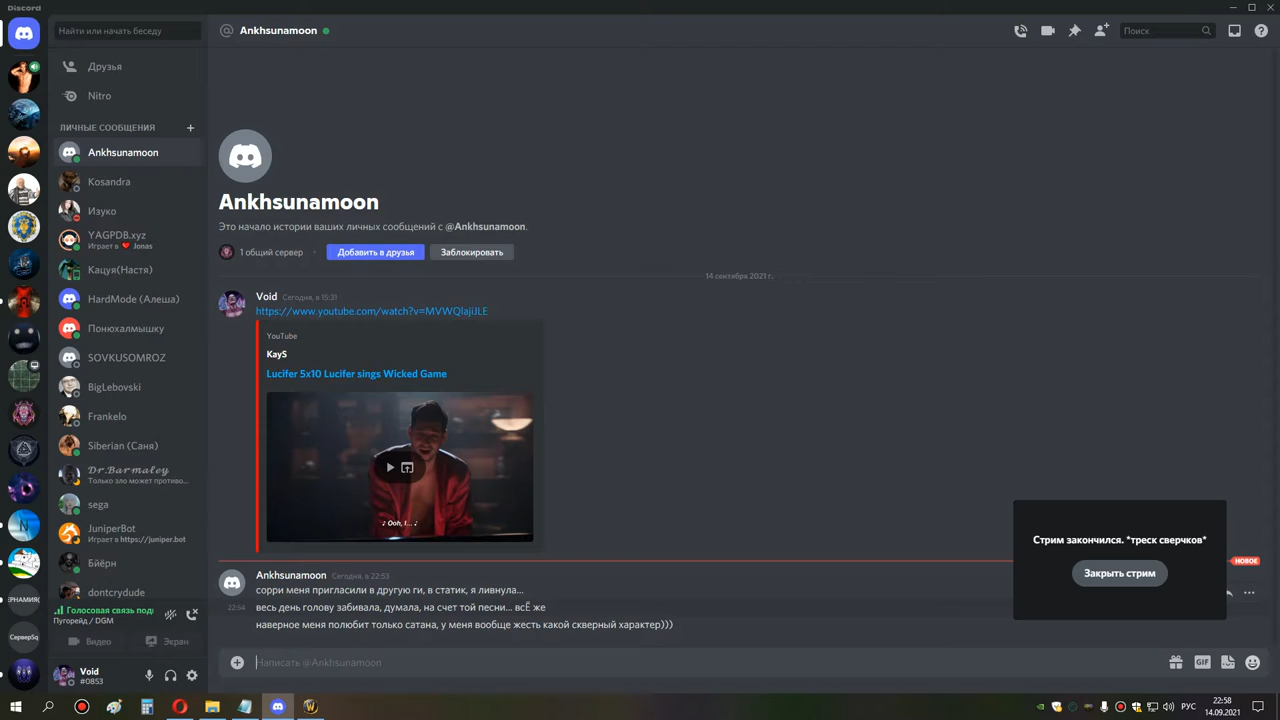 Discord
Найти или начать беседу
Друзья
Nitro
ЛИЧНЫЕ СООБЩЕНИЯ
Ankhsunamoon
Kosandra
Изуко
YAGPDB.xyz
Играет в ❤️ Jonas
Кацуя(Настя)
HardMode (Алеша)
Понюхалмышку
SOVKUSOMROZ
BigLebovski
Frankelo
Siberian (Саня)
Dr.Barmaley
Только зло может противо...
sega
JuniperBot
Играет в https://juniper.bot
Бйёрн
dontcrydude
Голосовая связь под
Пугорейд / DGM
Видео
Экран
Void
#0853
@ Ankhsunamoon
Поиск
Ankhsunamoon
Это начало истории ваших личных сообщений с @Ankhsunamoon.
1 общий сервер
Добавить в друзья
Заблокировать
14 сентября 2021 г.
Void Сегодня, в 15:31
https://www.youtube.com/watch?v=MVWQlajiJLE
YouTube
KayS
Lucifer 5x10 Lucifer sings Wicked Game
♪ Ooh, I... ♪
НОВОЕ
Ankhsunamoon Сегодня, в 22:53
сорри меня пригласили в другую ги, в статик, я ливнула...
22:54 весь день голову забивала, думала, на счет той песни... всЁ же
наверное меня полюбит только сатана, у меня вообще жесть какой скверный характер)))
Написать @Ankhsunamoon
GIF
Стрим закончился. *треск сверчков*
Закрыть стрим
РУС
22:58
14.09.2021